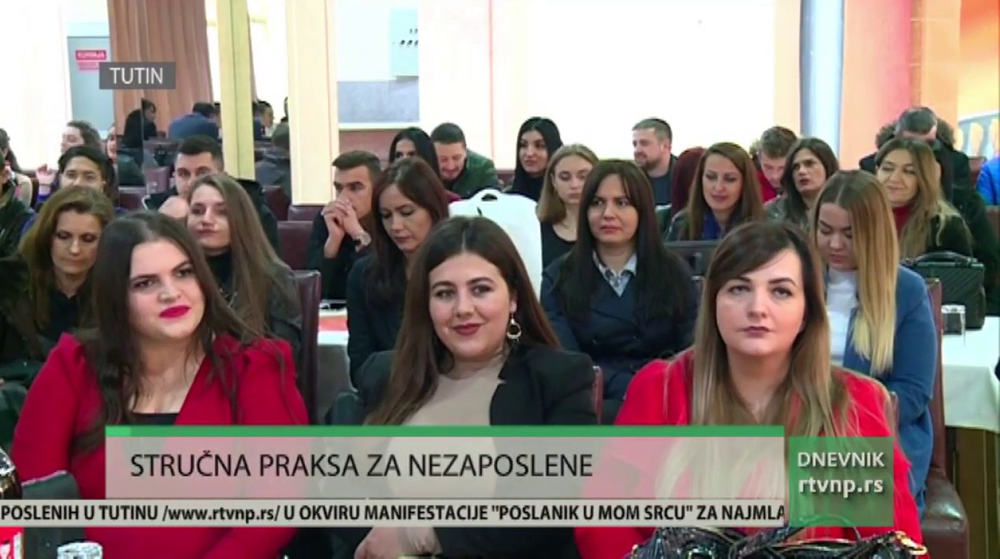 TUTIN
STRUČNA PRAKSA ZA NEZAPOSLENE
DNEVNIK
rtvnp.rs
POSLENIH U TUTINU /www.rtvnp.rs/ U OKVIRU MANIFESTACIJE "POSLANIK U MOM SRCU" ZA NAJMLA